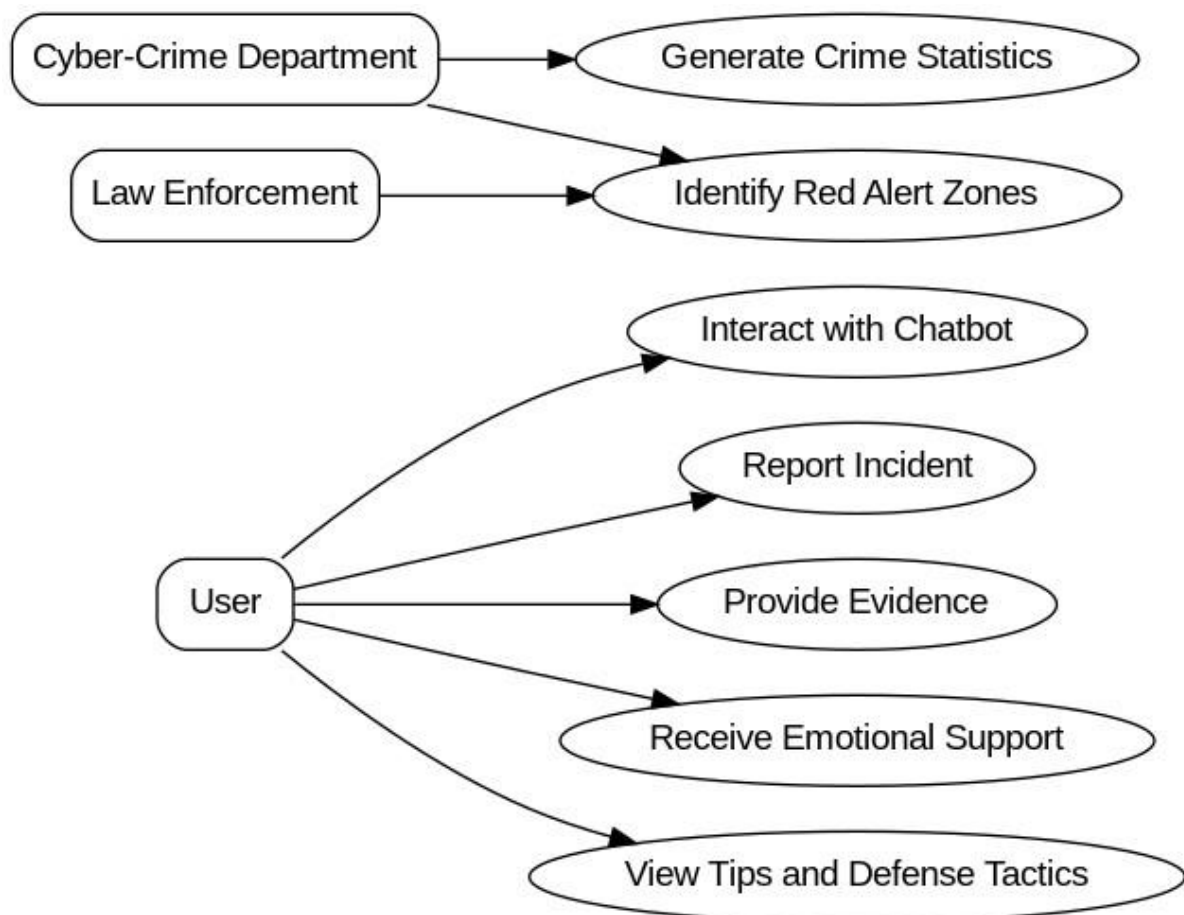 Cyber-Crime Department
Generate Crime Statistics
Law Enforcement
Identify Red Alert Zones
Interact with Chatbot
Report Incident
User
Provide Evidence
Receive Emotional Support
View Tips and Defense Tactics